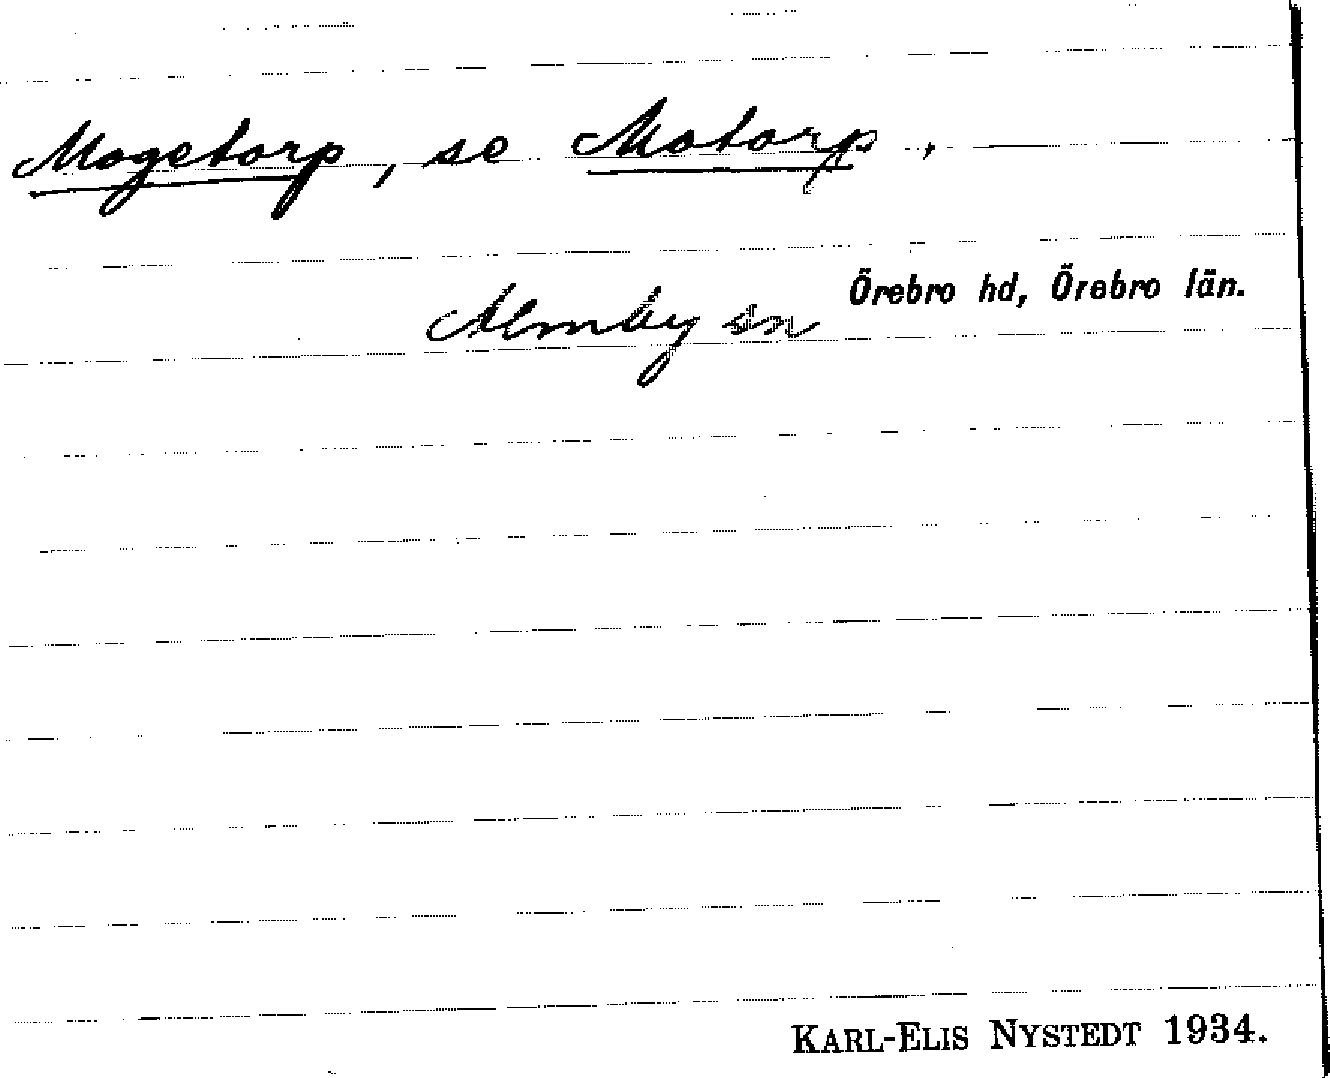 Mogetorp, se Motorp.
Almby sn Örebro hd, Örebro län.
KARL-ELIS NYSTEDT 1934.